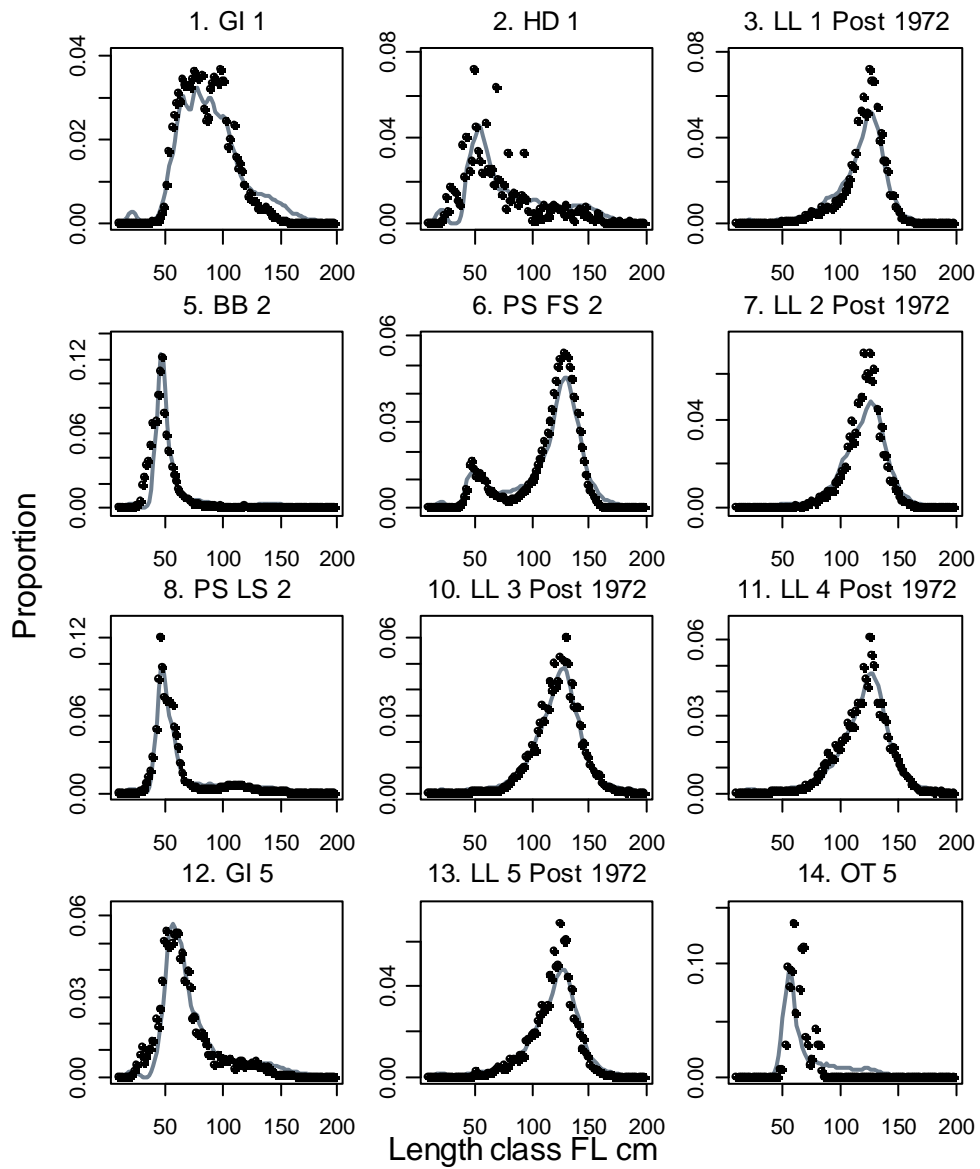 1. GI 1
2. HD 1
3. LL 1 Post 1972
0.00 0.02 0.04
0.00 0.04 0.08
0.00 0.04 0.08
50 100 150 200
50 100 150 200
50 100 150 200
5. BB 2
6. PS FS 2
7. LL 2 Post 1972
0.00 0.06 0.12
0.00 0.03 0.06
0.00 0.04
50 100 150 200
50 100 150 200
50 100 150 200
Proportion
8. PS LS 2
10. LL 3 Post 1972
11. LL 4 Post 1972
0.00 0.06 0.12
0.00 0.03 0.06
0.00 0.03 0.06
50 100 150 200
50 100 150 200
50 100 150 200
12. GI 5
13. LL 5 Post 1972
14. OT 5
0.00 0.03 0.06
0.00 0.04
0.00 0.10
50 100 150 200
50 100 150 200
50 100 150 200
Length class FL cm